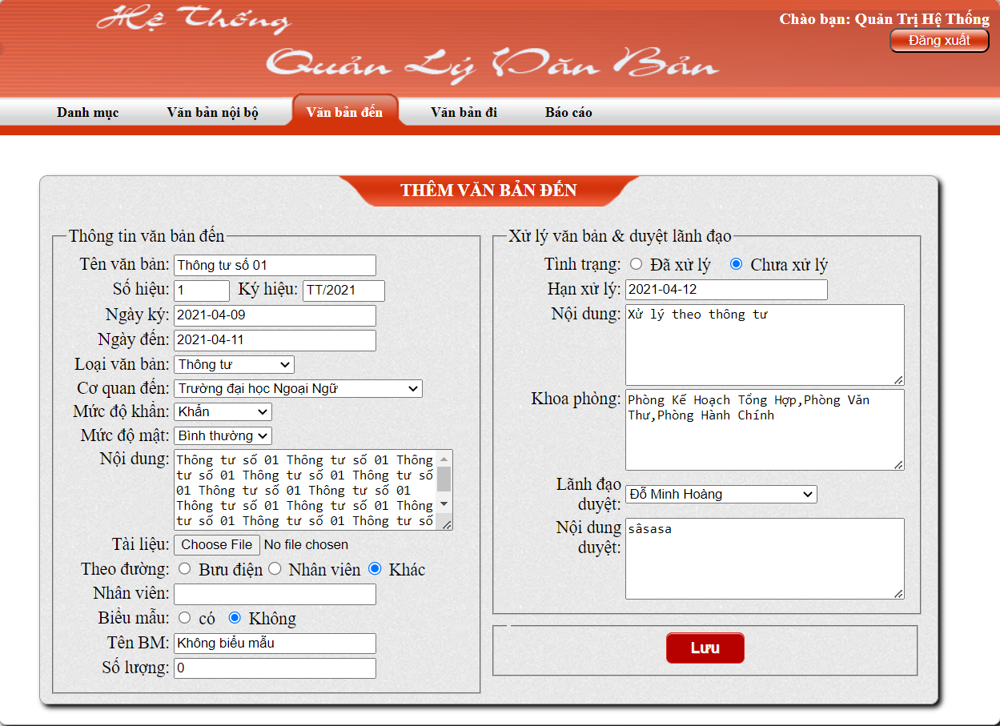 Hệ Thống
Quản Lý Văn Bản
Chào bạn: Quản Trị Hệ Thống
Đăng xuất
Danh mục Văn bản nội bộ Văn bản đến Văn bản đi Báo cáo
THÊM VĂN BẢN ĐẾN
Thông tin văn bản đến
Tên văn bản: Thông tư số 01
Số hiệu: 1 Ký hiệu: TT/2021
Ngày ký: 2021-04-09
Ngày đến: 2021-04-11
Loại văn bản: Thông tư
Cơ quan đến: Trường đại học Ngoại Ngữ
Mức độ khẩn: Khẩn
Mức độ mật: Bình thường
Nội dung: Thông tư số 01 Thông tư số 01 Thông
tư số 01 Thông tư số 01 Thông tư số
01 Thông tư số 01 Thông tư số 01
Thông tư số 01 Thông tư số 01 Thông
tư số 01 Thông tư số 01 Thông tư số
Tài liệu: Choose File No file chosen
Theo đường: Bưu điện Nhân viên Khác
Nhân viên:
Biểu mẫu: có Không
Tên BM: Không biểu mẫu
Số lượng: 0
Xử lý văn bản & duyệt lãnh đạo
Tình trạng: Đã xử lý Chưa xử lý
Hạn xử lý: 2021-04-12
Nội dung: Xử lý theo thông tư
Khoa phòng: Phòng Kế Hoạch Tổng Hợp,Phòng Văn
Thư,Phòng Hành Chính
Lãnh đạo
duyệt: Đỗ Minh Hoàng
Nội dung sâsasa
duyệt:
Lưu